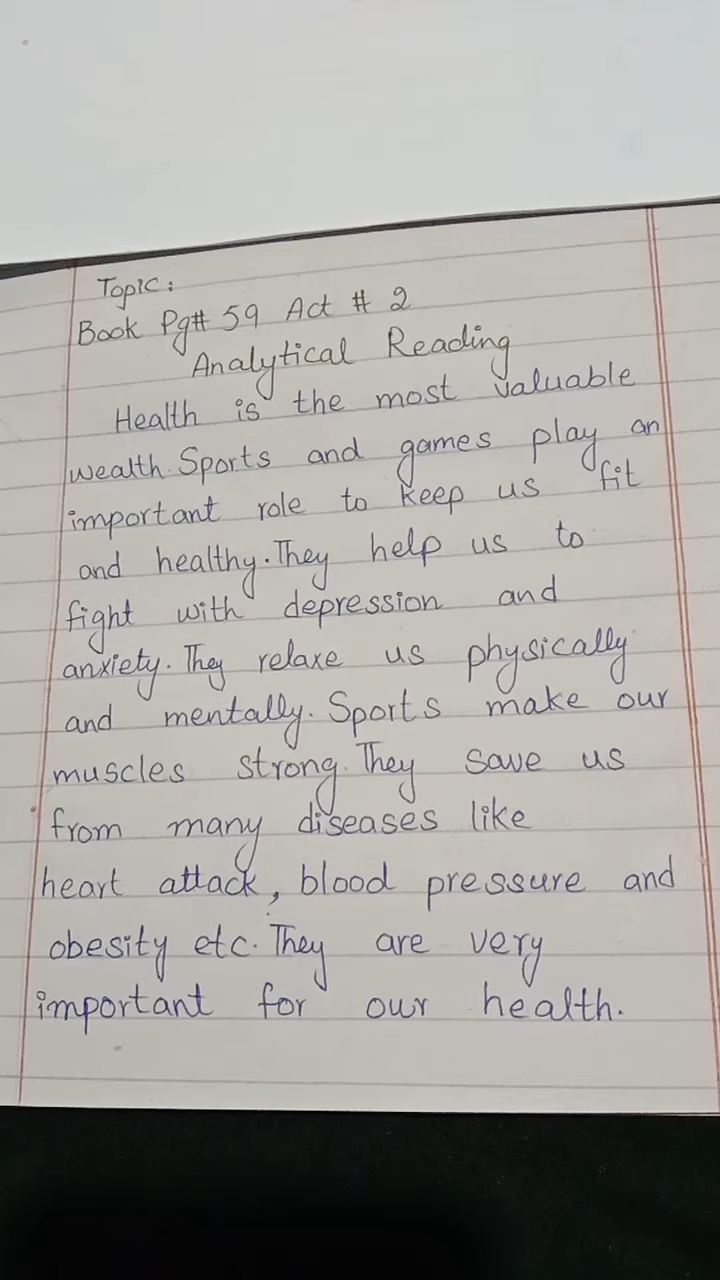 Topic:
Book Pg# 59 Act # 2
Analytical Reading
Health is the most valuable
wealth. Sports and games play an
important role to keep us fit
and healthy. They help us to
fight with depression and
anxiety. They relaxe us physically
and mentally. Sports make our
muscles strong. They save us
from many diseases like
heart attack, blood pressure and
obesity etc. They are very
important for our health.